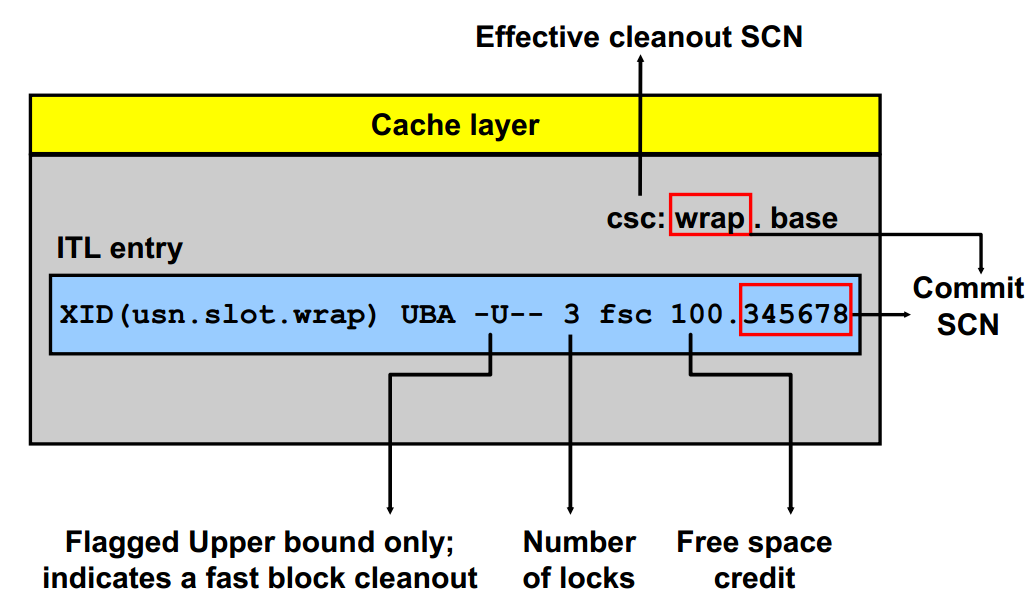 Effective cleanout SCN
Cache layer
csc: wrap . base
ITL entry
XID(usn.slot.wrap) UBA -U-- 3 fsc 100.345678
Commit
SCN
Flagged Upper bound only;
indicates a fast block cleanout
Number
of locks
Free space
credit